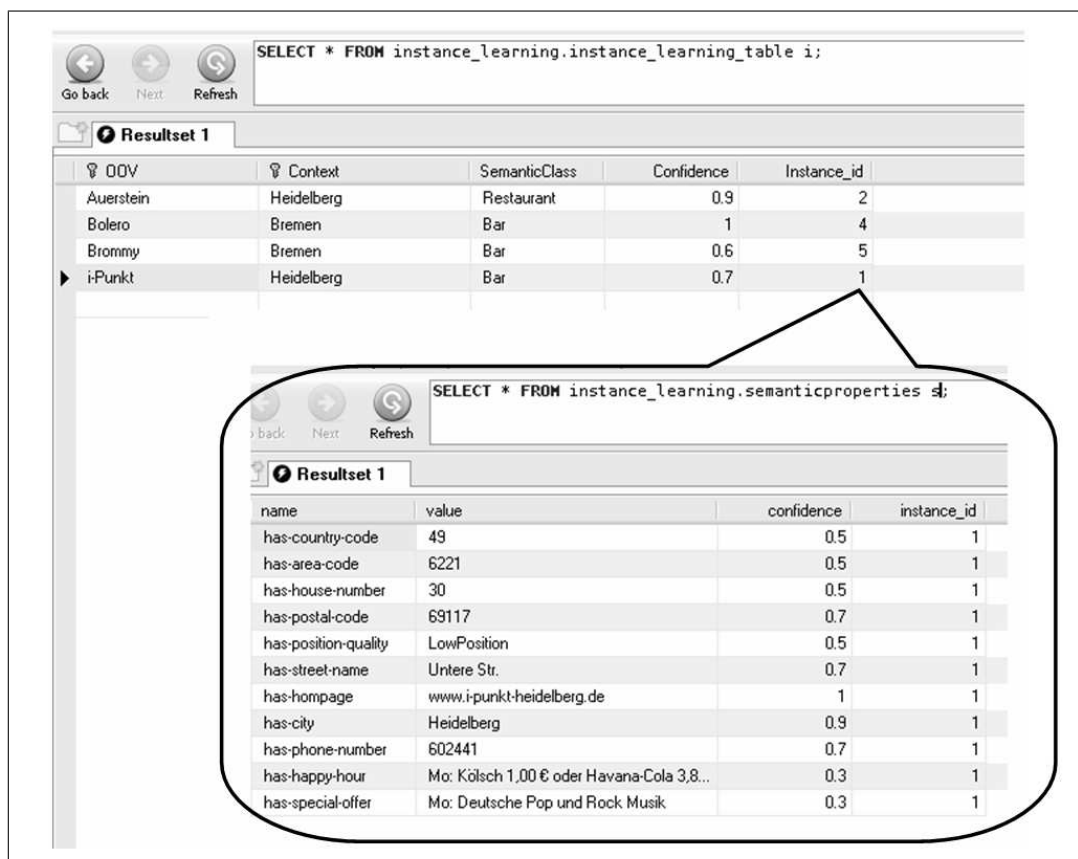 SELECT * FROM instance_learning.instance_learning_table i;
Go back Next Refresh
Resultset 1
OOV Context SemanticClass Confidence Instance_id
Auerstein Heidelberg Restaurant 0.9 2
Bolero Bremen Bar 1 4
Brommy Bremen Bar 0.6 5
i-Punkt Heidelberg Bar 0.7 1
SELECT * FROM instance_learning.semanticproperties s;
back Next Refresh
Resultset 1
name value confidence instance_id
has-country-code 49 0.5 1
has-area-code 6221 0.5 1
has-house-number 30 0.5 1
has-postal-code 69117 0.7 1
has-position-quality LowPosition 0.5 1
has-street-name Untere Str. 0.7 1
has-hompage www.i-punkt-heidelberg.de 1 1
has-city Heidelberg 0.9 1
has-phone-number 602441 0.7 1
has-happy-hour Mo: Kölsch 1,00 € oder Havana-Cola 3,8... 0.3 1
has-special-offer Mo: Deutsche Pop und Rock Musik 0.3 1